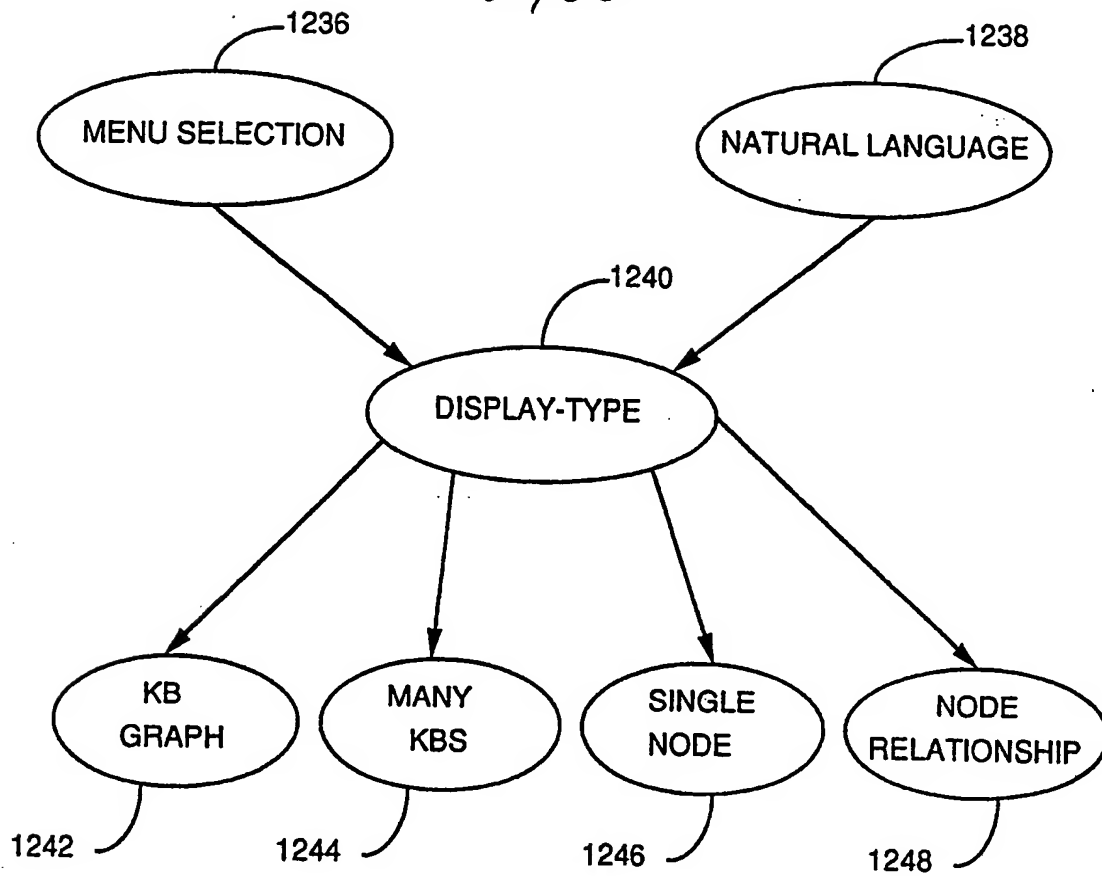 1236
1238
MENU SELECTION
NATURAL LANGUAGE
1240
DISPLAY-TYPE
KB
GRAPH
MANY
KBS
SINGLE
NODE
NODE
RELATIONSHIP
1242
1244
1246
1248